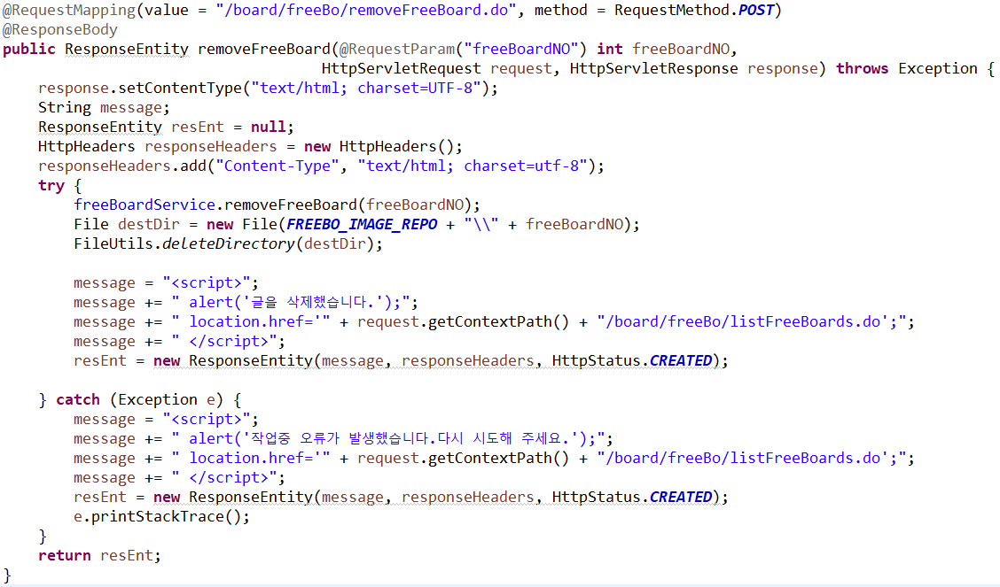 @RequestMapping(value = "/board/freeBo/removeFreeBoard.do", method = RequestMethod.POST)
@ResponseBody
public ResponseEntity removeFreeBoard(@RequestParam("freeBoardNO") int freeBoardNO,
HttpServletRequest request, HttpServletResponse response) throws Exception {
response.setContentType("text/html; charset=UTF-8");
String message;
ResponseEntity resEnt = null;
HttpHeaders responseHeaders = new HttpHeaders();
responseHeaders.add("Content-Type", "text/html; charset=utf-8");
try {
freeBoardService.removeFreeBoard(freeBoardNO);
File destDir = new File(FREEBO_IMAGE_REPO + "\\" + freeBoardNO);
FileUtils.deleteDirectory(destDir);
message = "<script>";
message += " alert('글을 삭제했습니다.');";
message += " location.href='" + request.getContextPath() + "/board/freeBo/listFreeBoards.do';";
message += " </script>";
resEnt = new ResponseEntity(message, responseHeaders, HttpStatus.CREATED);
} catch (Exception e) {
message = "<script>";
message += " alert('작업중 오류가 발생했습니다.다시 시도해 주세요.');";
message += " location.href='" + request.getContextPath() + "/board/freeBo/listFreeBoards.do';";
message += " </script>";
resEnt = new ResponseEntity(message, responseHeaders, HttpStatus.CREATED);
e.printStackTrace();
}
return resEnt;
}